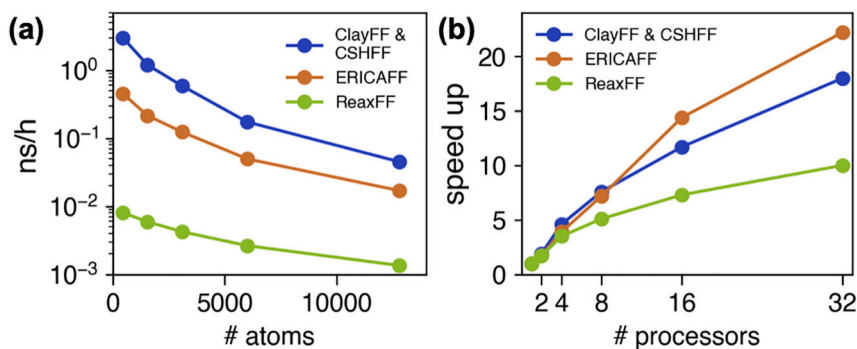 (a)
ns/h
10⁰
10⁻¹
10⁻²
10⁻³
ClayFF &
CSHFF
ERICAFF
ReaxFF
0 5000 10000
# atoms
(b)
speed up
20
15
10
5
0
ClayFF & CSHFF
ERICAFF
ReaxFF
2 4 8 16 32
# processors